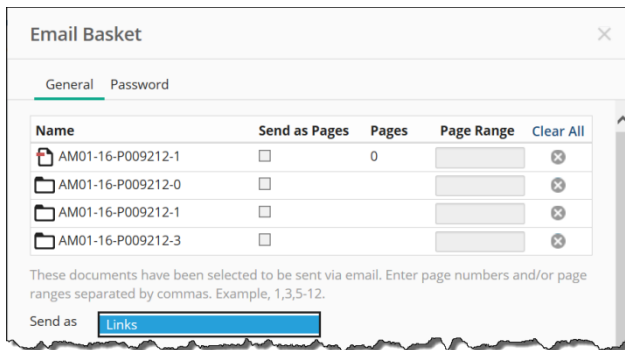 Email Basket
General Password
Name Send as Pages Pages Page Range Clear All
AM01-16-P009212-1 0
AM01-16-P009212-0
AM01-16-P009212-1
AM01-16-P009212-3
These documents have been selected to be sent via email. Enter page numbers and/or page
ranges separated by commas. Example, 1,3,5-12.
Send as Links